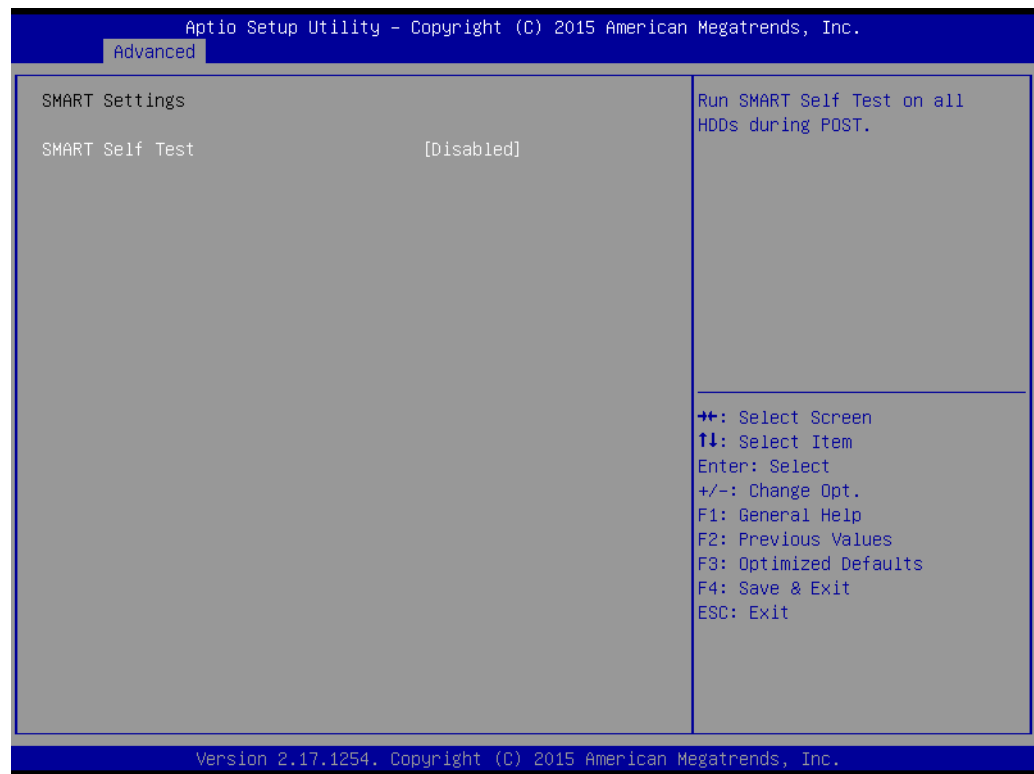 Aptio Setup Utility – Copyright (C) 2015 American Megatrends, Inc.
Advanced
SMART Settings
SMART Self Test [Disabled]
Run SMART Self Test on all
HDDs during POST.
→←: Select Screen
↑↓: Select Item
Enter: Select
+/-: Change Opt.
F1: General Help
F2: Previous Values
F3: Optimized Defaults
F4: Save & Exit
ESC: Exit
Version 2.17.1254. Copyright (C) 2015 American Megatrends, Inc.